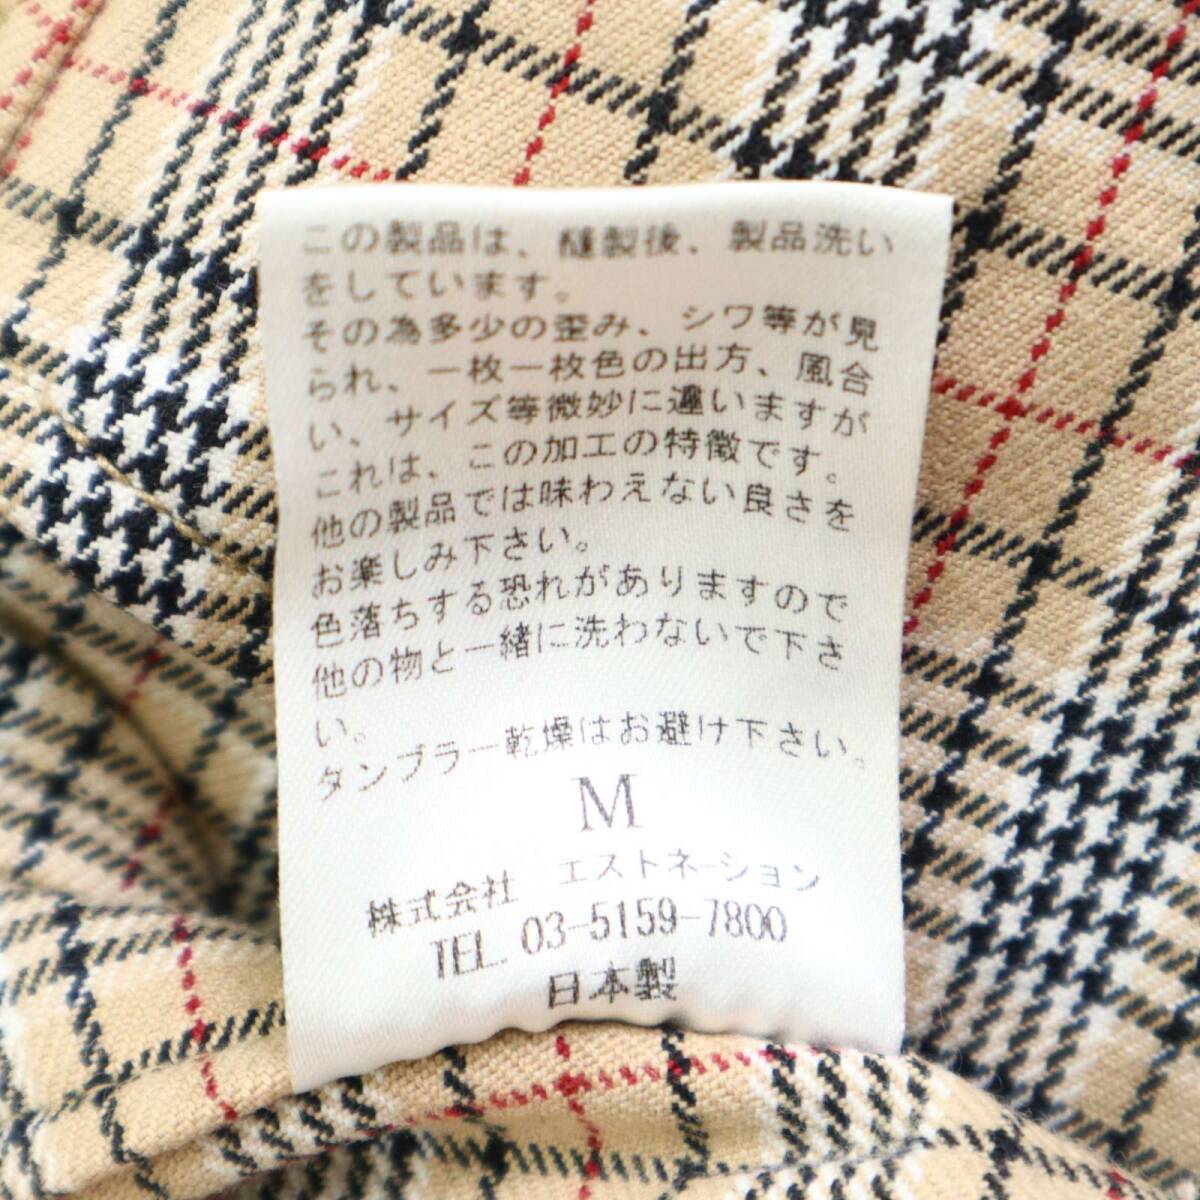 この製品は、縫製後、製品洗い
をしています。
その為多少の歪み、シワ等が見
られ、一枚一枚色の出方、風合
い、サイズ等微妙に違いますが
これは、この加工の特徴です。
他の製品では味わえない良さを
お楽しみ下さい。
色落ちする恐れがありますので
他の物と一緒に洗わないで下さ
い。
タンブラー乾燥はお避け下さい。
M
株式会社 エストネーション
TEL. 03-5159-7800
日本製